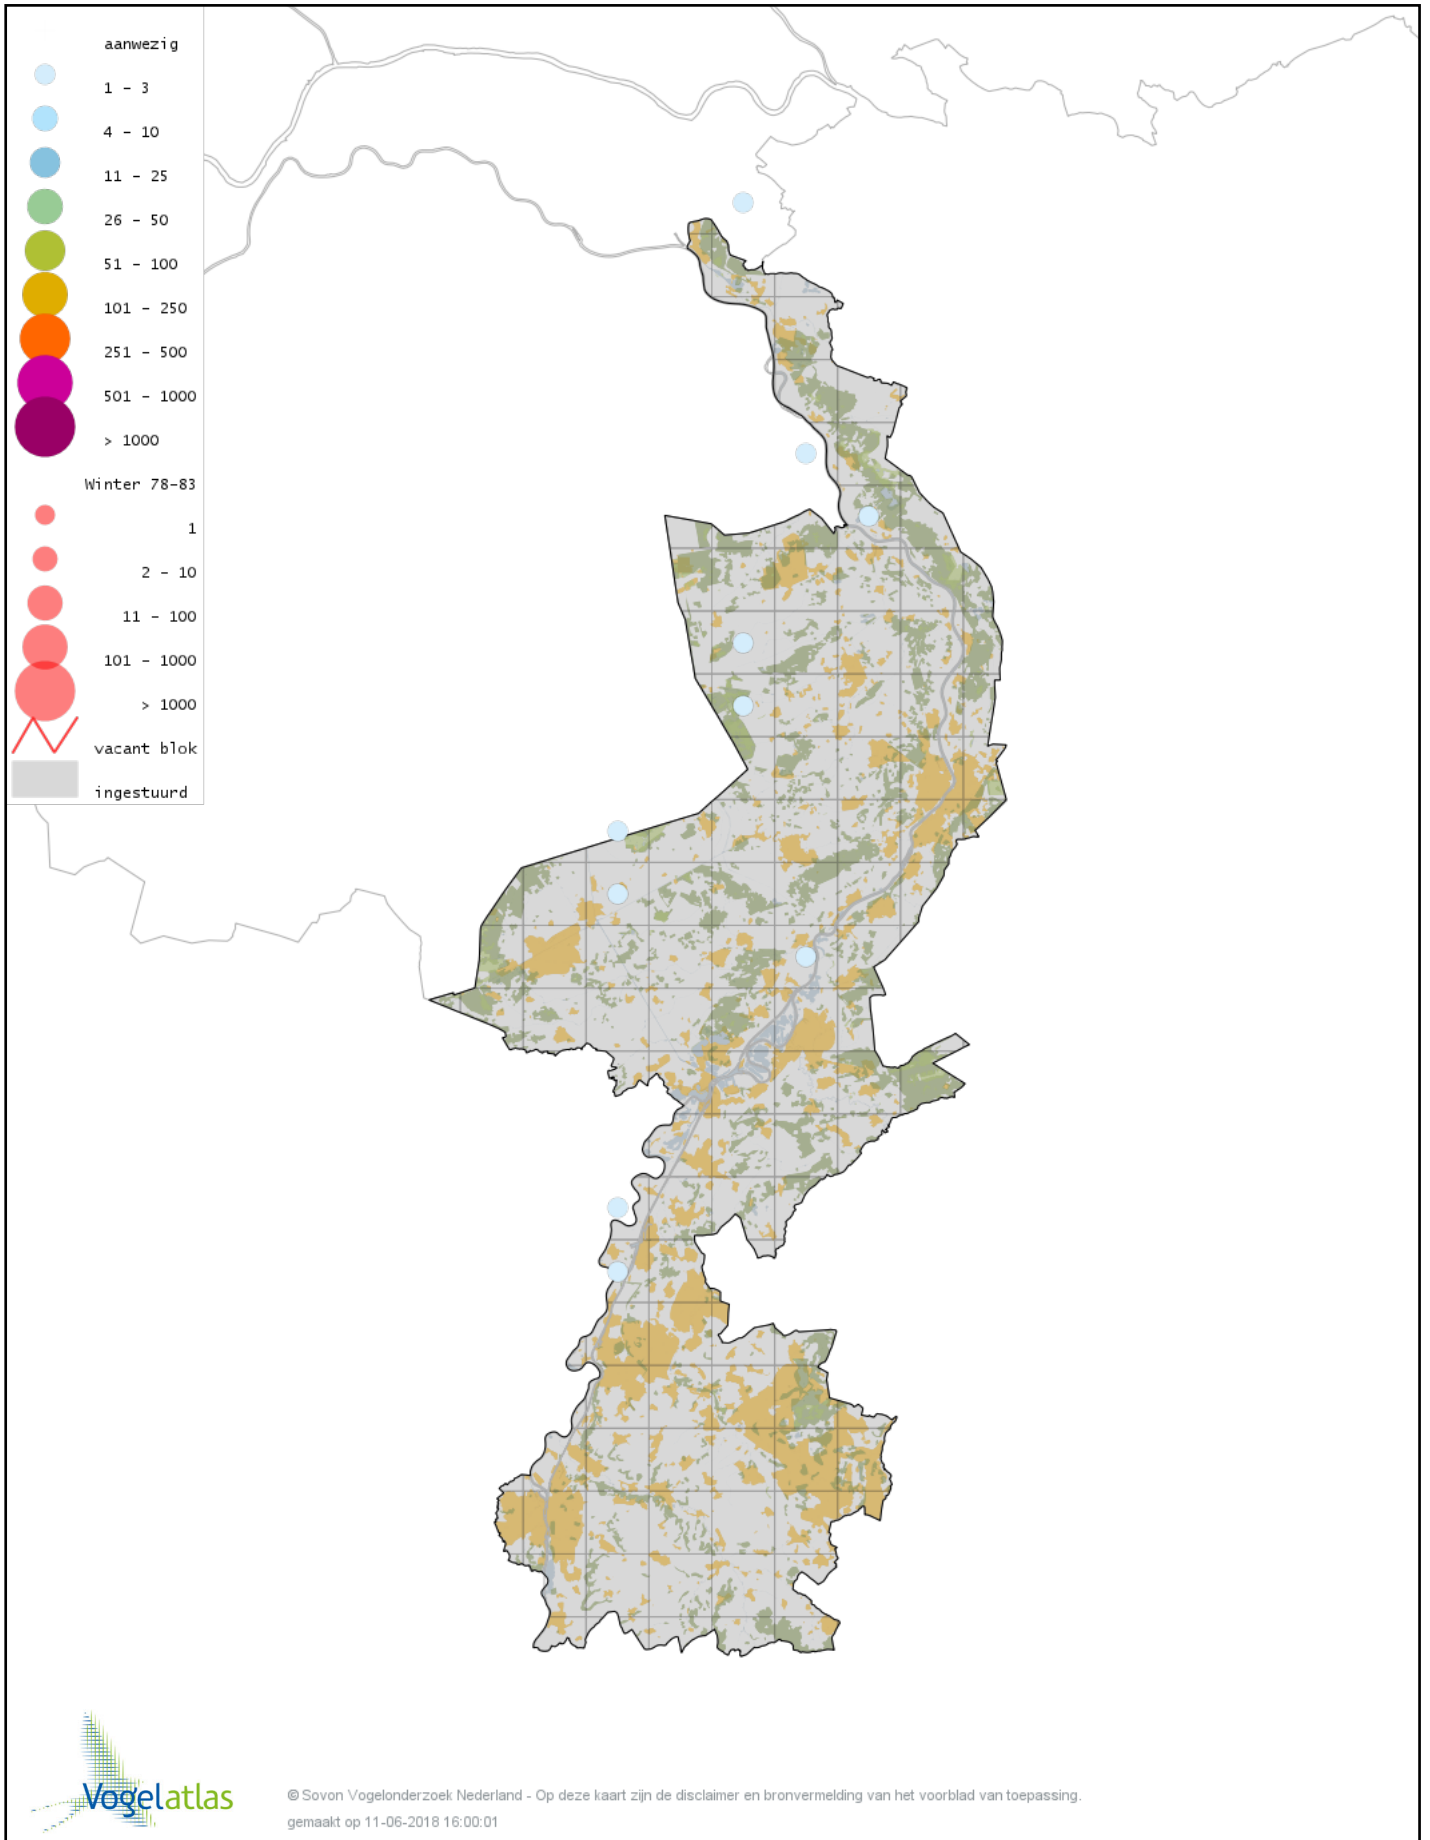 aanwezig
1 - 3
4 - 10
11 - 25
26 - 50
51 - 100
101 - 250
251 - 500
501 - 1000
> 1000
Winter 78-83
1
2 - 10
11 - 100
101 - 1000
> 1000
vacant blok
ingestuurd
Vogelatlas
© Sovon Vogelonderzoek Nederland - Op deze kaart zijn de disclaimer en bronvermelding van het voorblad van toepassing.
gemaakt op 11-06-2018 16:00:01